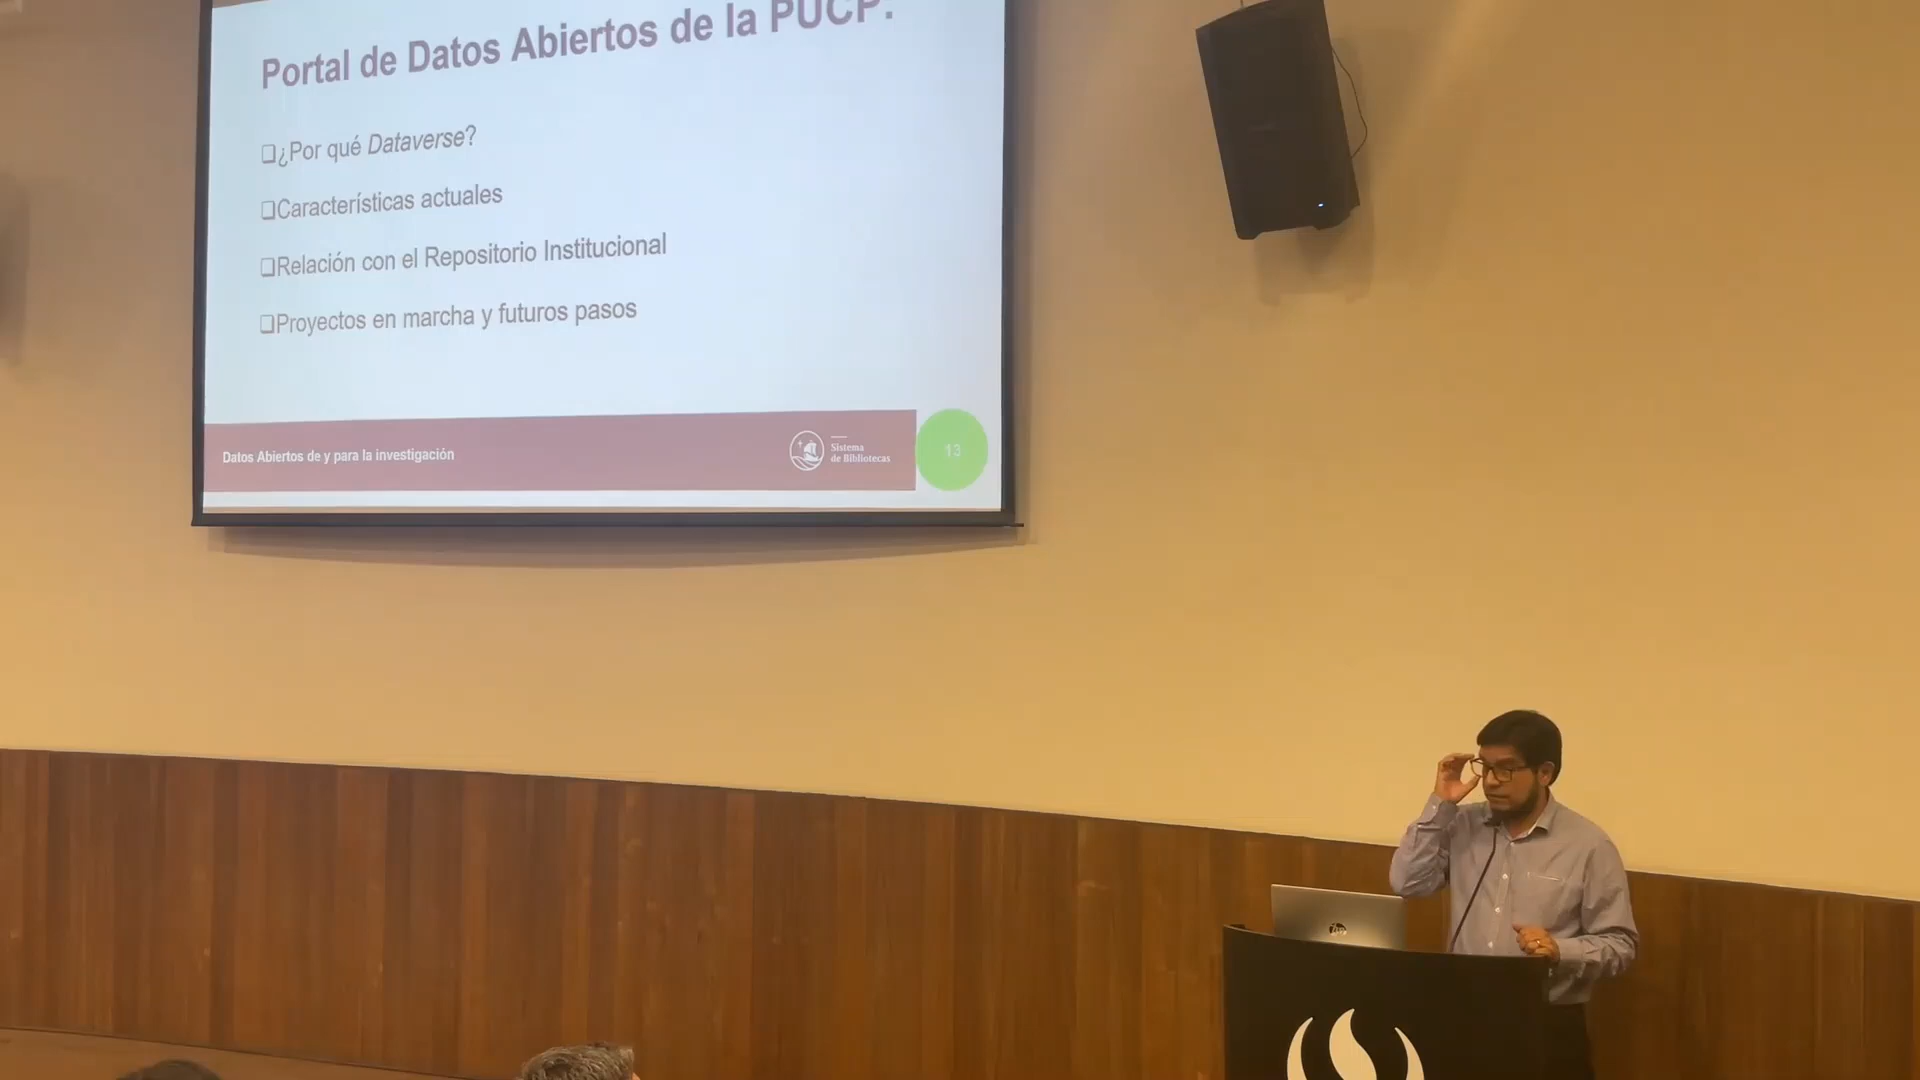 Portal de Datos Abiertos de la PUCP:
❑¿Por qué Dataverse?
❑Características actuales
❑Relación con el Repositorio Institucional
❑Proyectos en marcha y futuros pasos
Datos Abiertos de y para la investigación
Sistema
de Bibliotecas
13